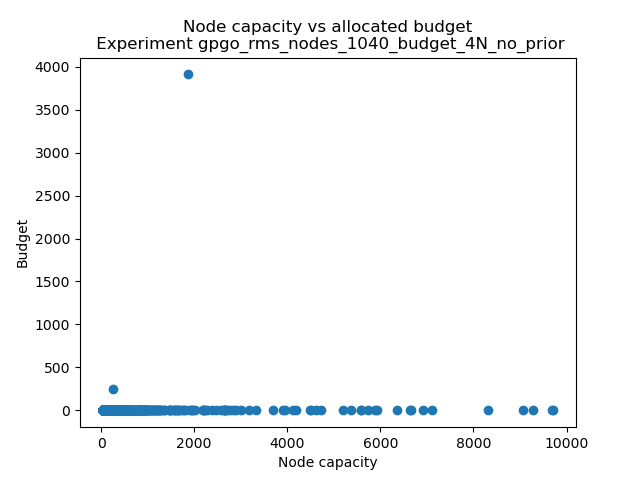 Node capacity vs allocated budget
Experiment gpgo_rms_nodes_1040_budget_4N_no_prior
4000
3500
3000
2500
2000
1500
1000
500
0
Budget
0 2000 4000 6000 8000 10000
Node capacity